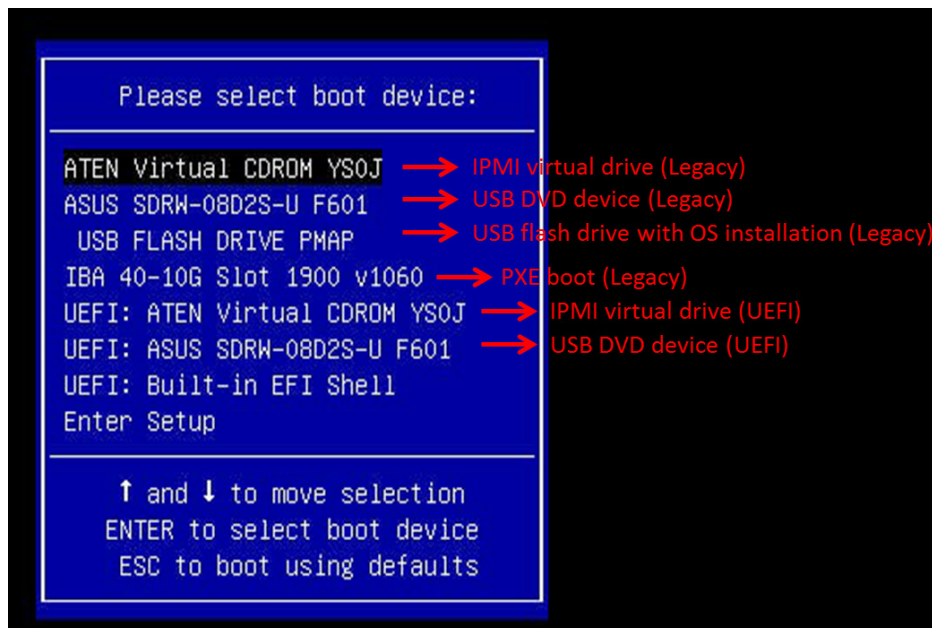 Please select boot device:
ATEN Virtual CDROM YS0J IPMI virtual drive (Legacy)
ASUS SDRW-08D2S-U F601 USB DVD device (Legacy)
USB FLASH DRIVE PMAP USB flash drive with OS installation (Legacy)
IBA 40-10G Slot 1900 v1060 PXE boot (Legacy)
UEFI: ATEN Virtual CDROM YS0J IPMI virtual drive (UEFI)
UEFI: ASUS SDRW-08D2S-U F601 USB DVD device (UEFI)
UEFI: Built-in EFI Shell
Enter Setup
↑ and ↓ to move selection
ENTER to select boot device
ESC to boot using defaults